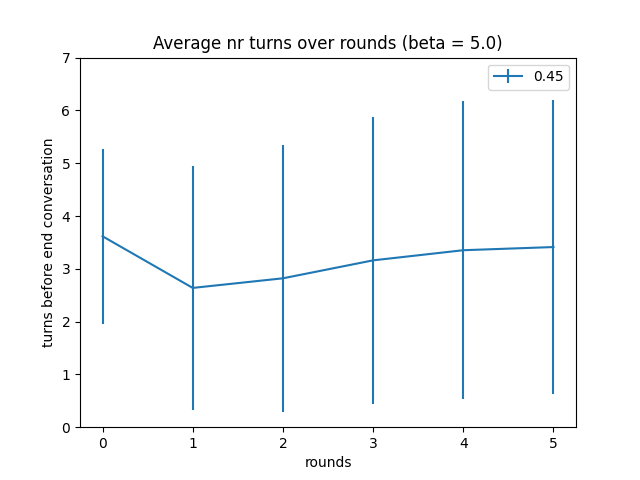 Average nr turns over rounds (beta = 5.0)
0.45
turns before end conversation
7
6
5
4
3
2
1
0
0 1 2 3 4 5
rounds